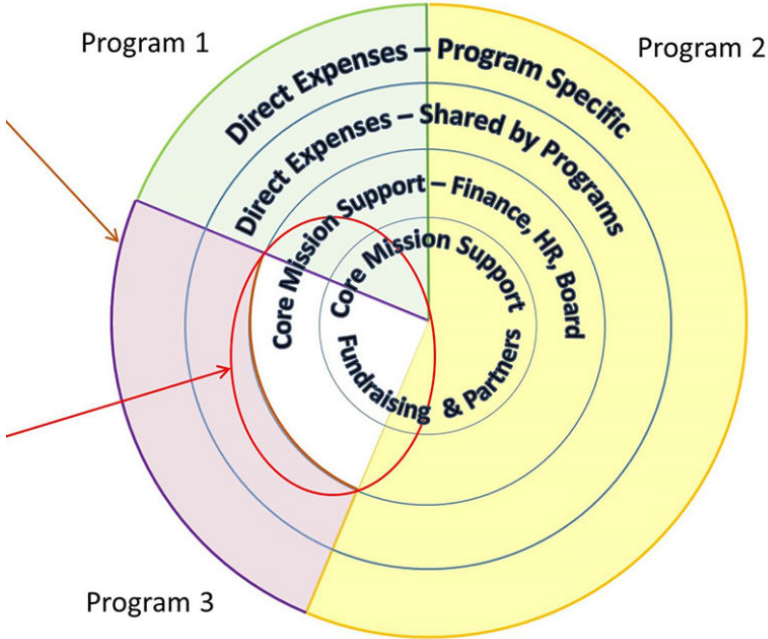 Program 1
Program 2
Direct Expenses – Program Specific
Direct Expenses – Shared by Programs
Core Mission Support – Finance, HR, Board
Core Mission Support
Fundraising & Partners
Program 3